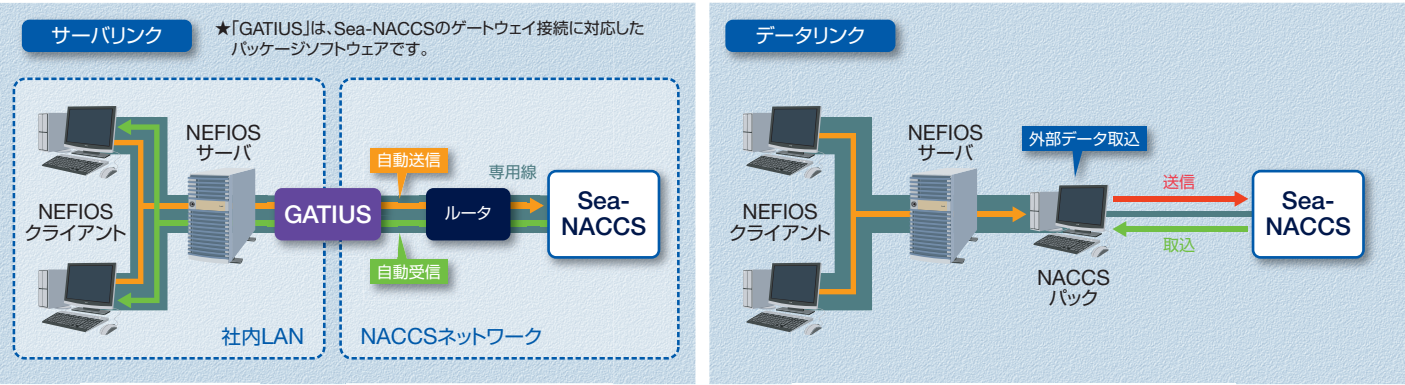 サーバリンク
★「GATIUS」は、Sea-NACCSのゲートウェイ接続に対応した
パッケージソフトウェアです。
NEFIOS
サーバ
NEFIOS
クライアント
GATIUS
自動送信
専用線
ルータ
Sea-
NACCS
自動受信
社内LAN
NACCSネットワーク
データリンク
NEFIOS
サーバ
外部データ取込
NEFIOS
クライアント
送信
Sea-
NACCS
取込
NACCS
パック